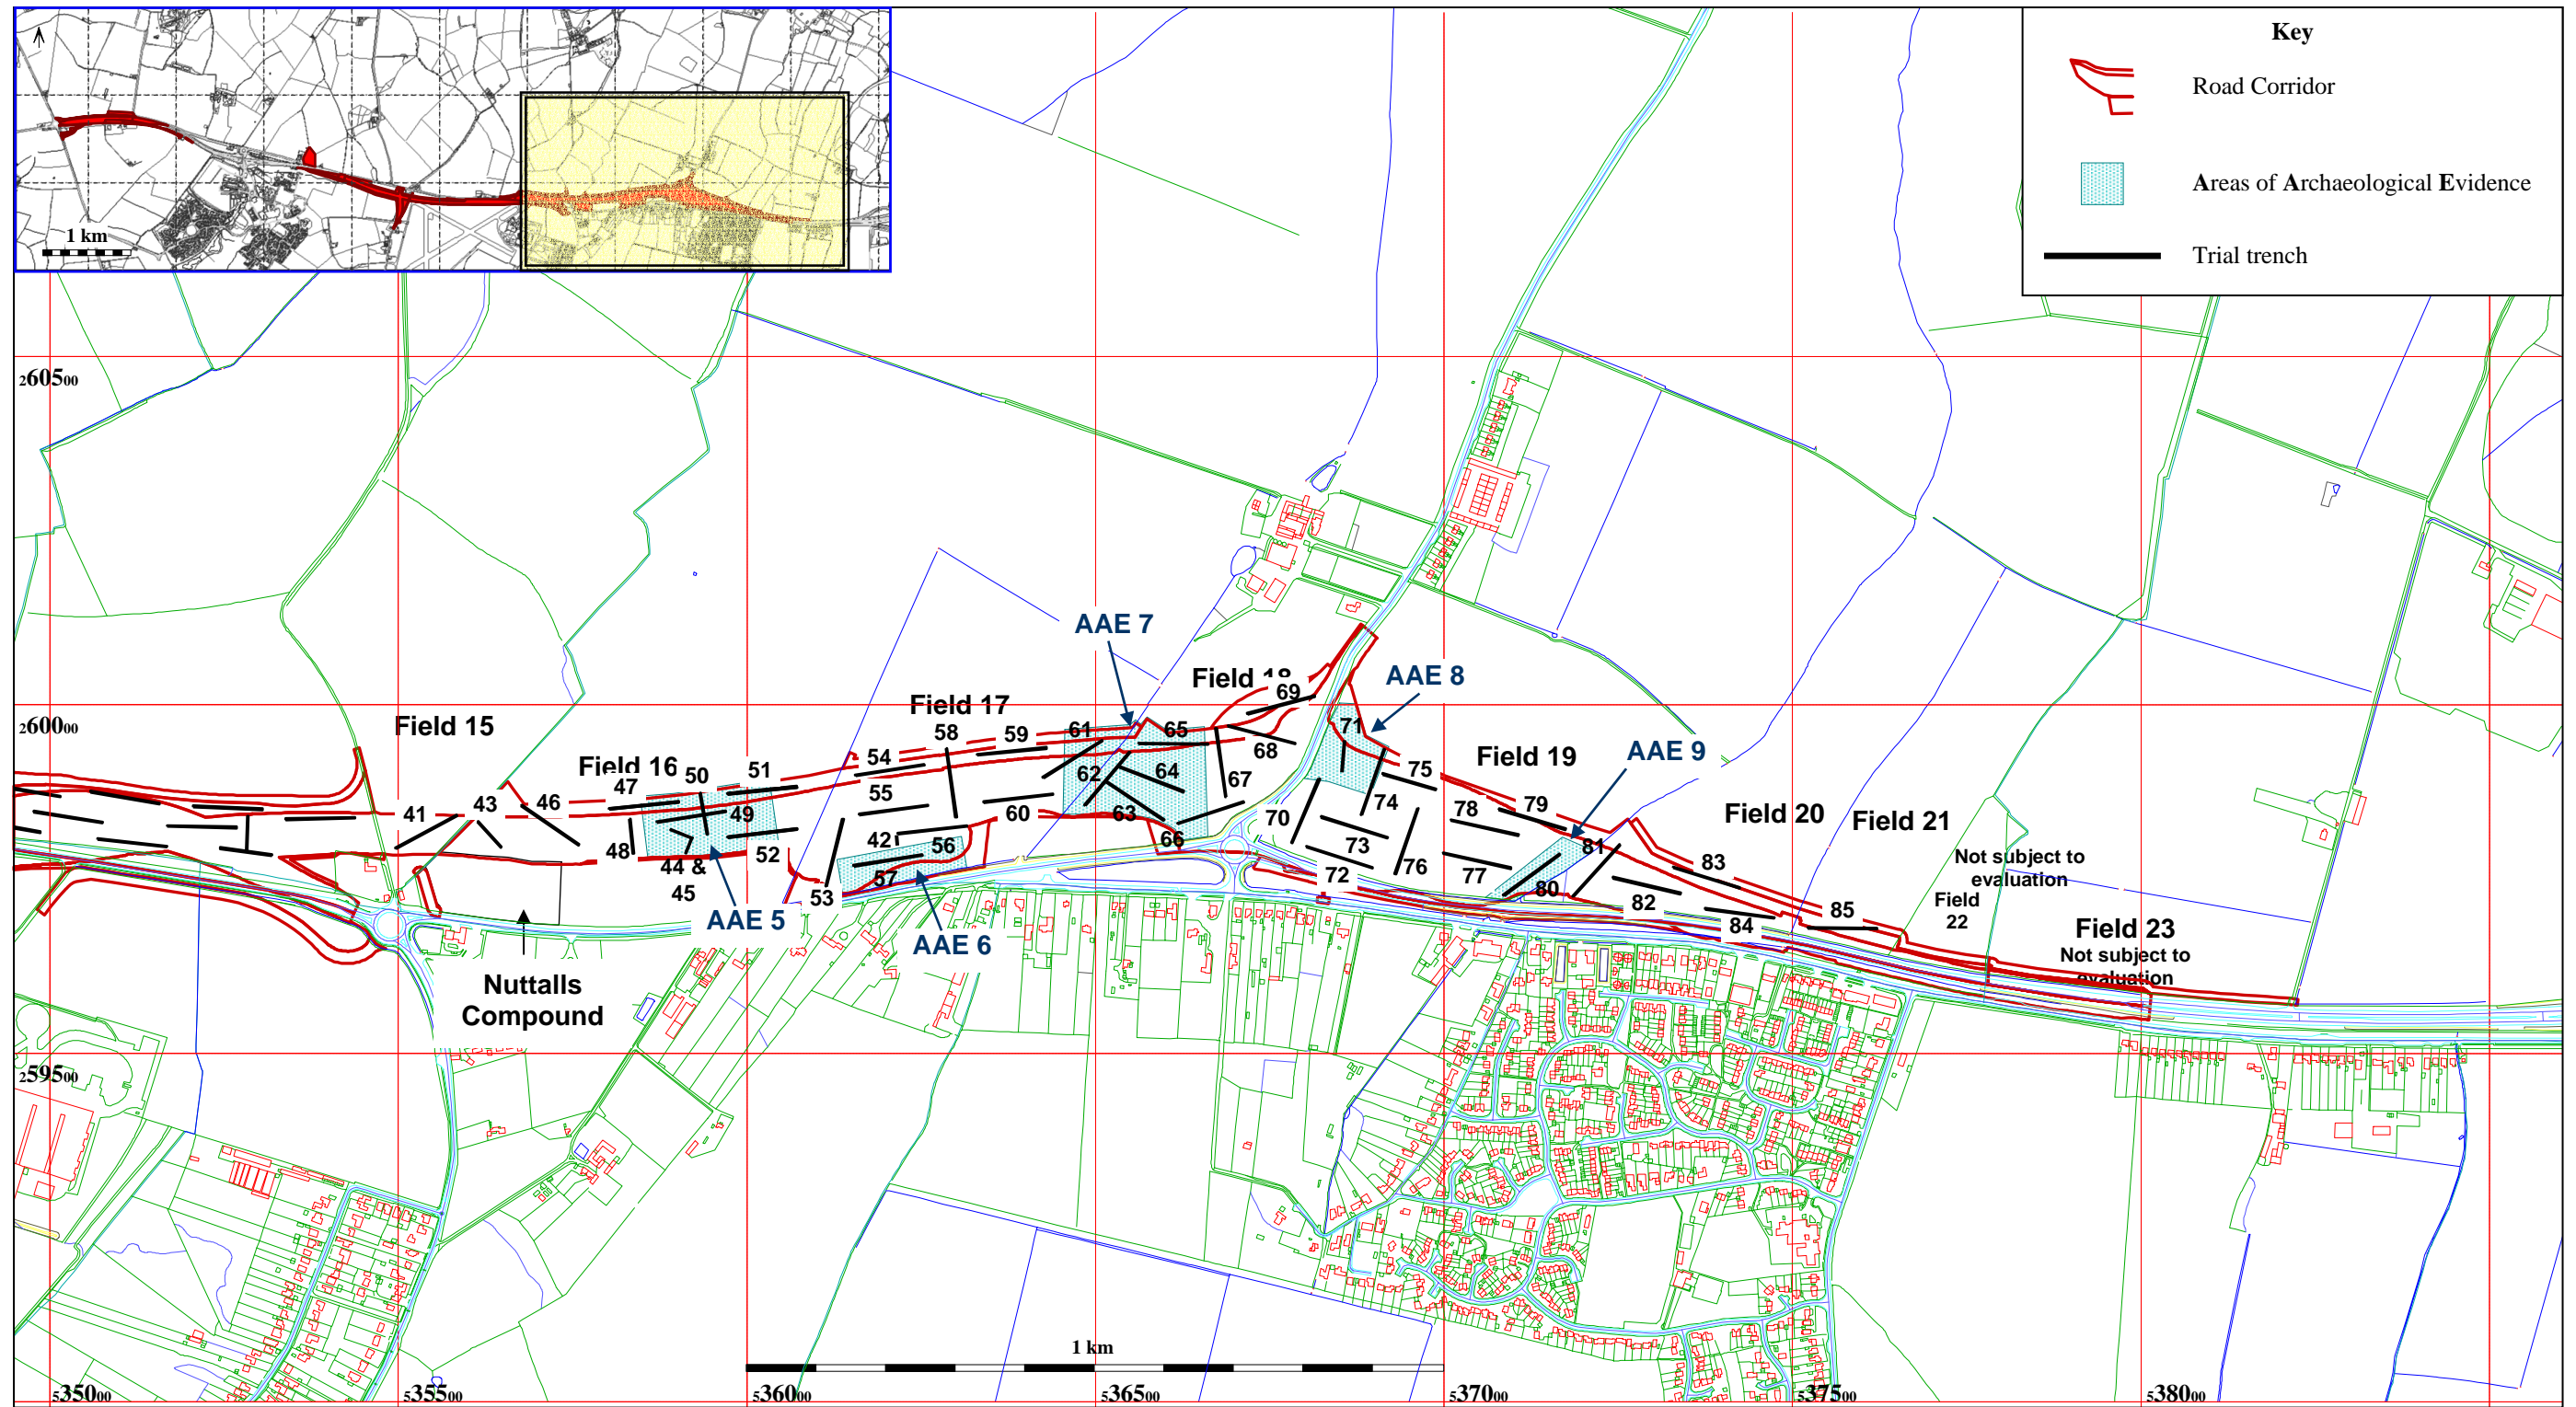 1 km
Key
Road Corridor
Areas of Archaeological Evidence
Trial trench
260500
260000
259500
535000
535500
536000
536500
537000
537500
538000
1 km
AAE 7
AAE 8
AAE 9
AAE 5
AAE 6
Field 15
Field 16
Field 17
Field 18
Field 19
Field 20
Field 21
Not subject to
evaluation
Field
22
Field 23
Not subject to
evaluation
Nuttalls
Compound
41
43
46
47
48
50
49
51
52
44 &
45
53
54
55
42
56
57
58
59
60
61
62
63
64
65
66
67
68
69
70
71
72
73
74
75
76
77
78
79
80
81
82
83
84
85